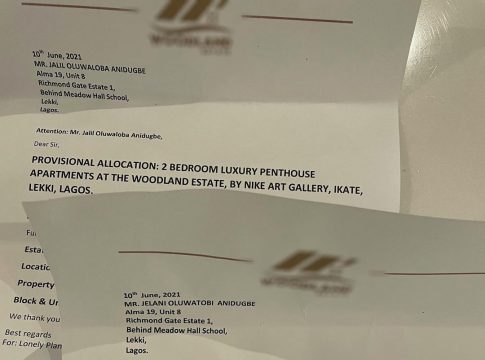 WOODLAND
10th June, 2021
MR. JALIL OLUWALOBA ANIDUGBE
Alma 19, Unit 8
Richmond Gate Estate 1,
Behind Meadow Hall School,
Lekki,
Lagos.
Attention: Mr. Jalil Oluwaloba Anidugbe,
Dear Sir,
PROVISIONAL ALLOCATION: 2 BEDROOM LUXURY PENTHOUSE
APARTMENTS AT THE WOODLAND ESTATE, BY NIKE ART GALLERY, IKATE,
LEKKI, LAGOS.
Esta
Locatio
Property
Block & Un
We thank you
Best regards
For: Lonely Plan
10th June, 2021
MR. JELANI OLUWATOBI ANIDUGBE
Alma 19, Unit 8
Richmond Gate Estate 1,
Behind Meadow Hall School,
Lekki,
Lagos.